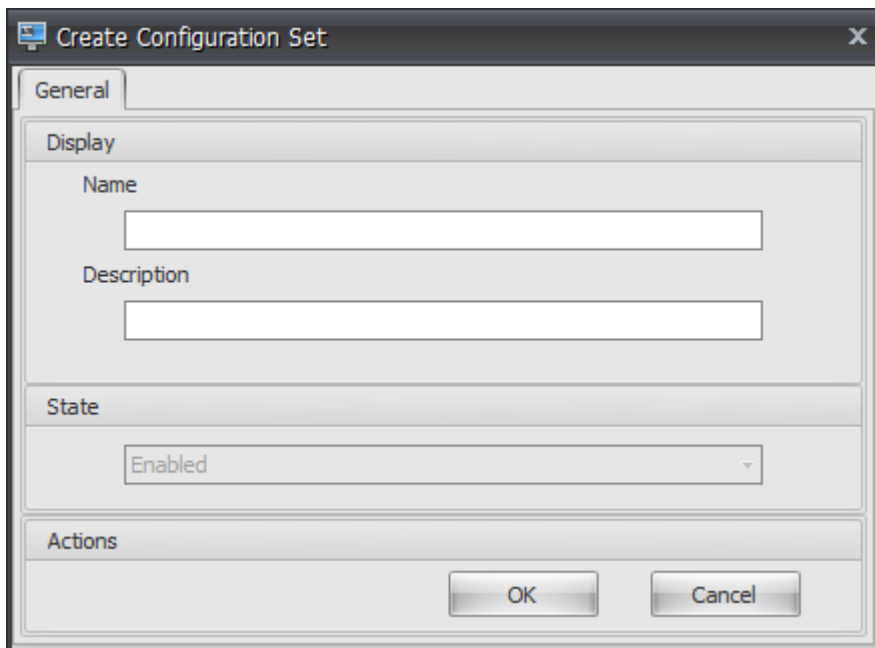 Create Configuration Set
General
Display
Name
Description
State
Enabled
Actions
OK Cancel